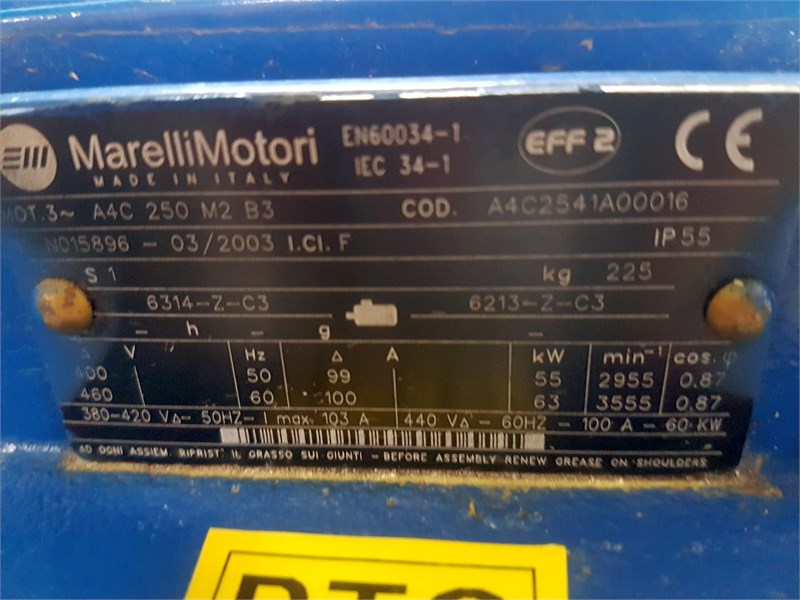 MarelliMotori
MADE IN ITALY
EN60034-1
IEC 34-1
EFF 2
CE
MOT.3~ A4C 250 M2 B3 COD. A4C2541A00016
N015896 - 03/2003 I.Cl. F IP55
S1 kg 225
6314-Z-C3 6213-Z-C3
- h - g -
Δ V Hz Δ A kW min⁻¹ cos. φ
400 50 99 55 2955 0.87
460 60 100 63 3555 0.87
380-420 VΔ- 50HZ- I max. 103 A 440 VΔ - 60HZ - 100 A - 60 KW
AD OGNI ASSIEM. RIPRIST IL GRASSO SUI GIUNTI - BEFORE ASSEMBLY RENEW GREASE ON SHOULDERS